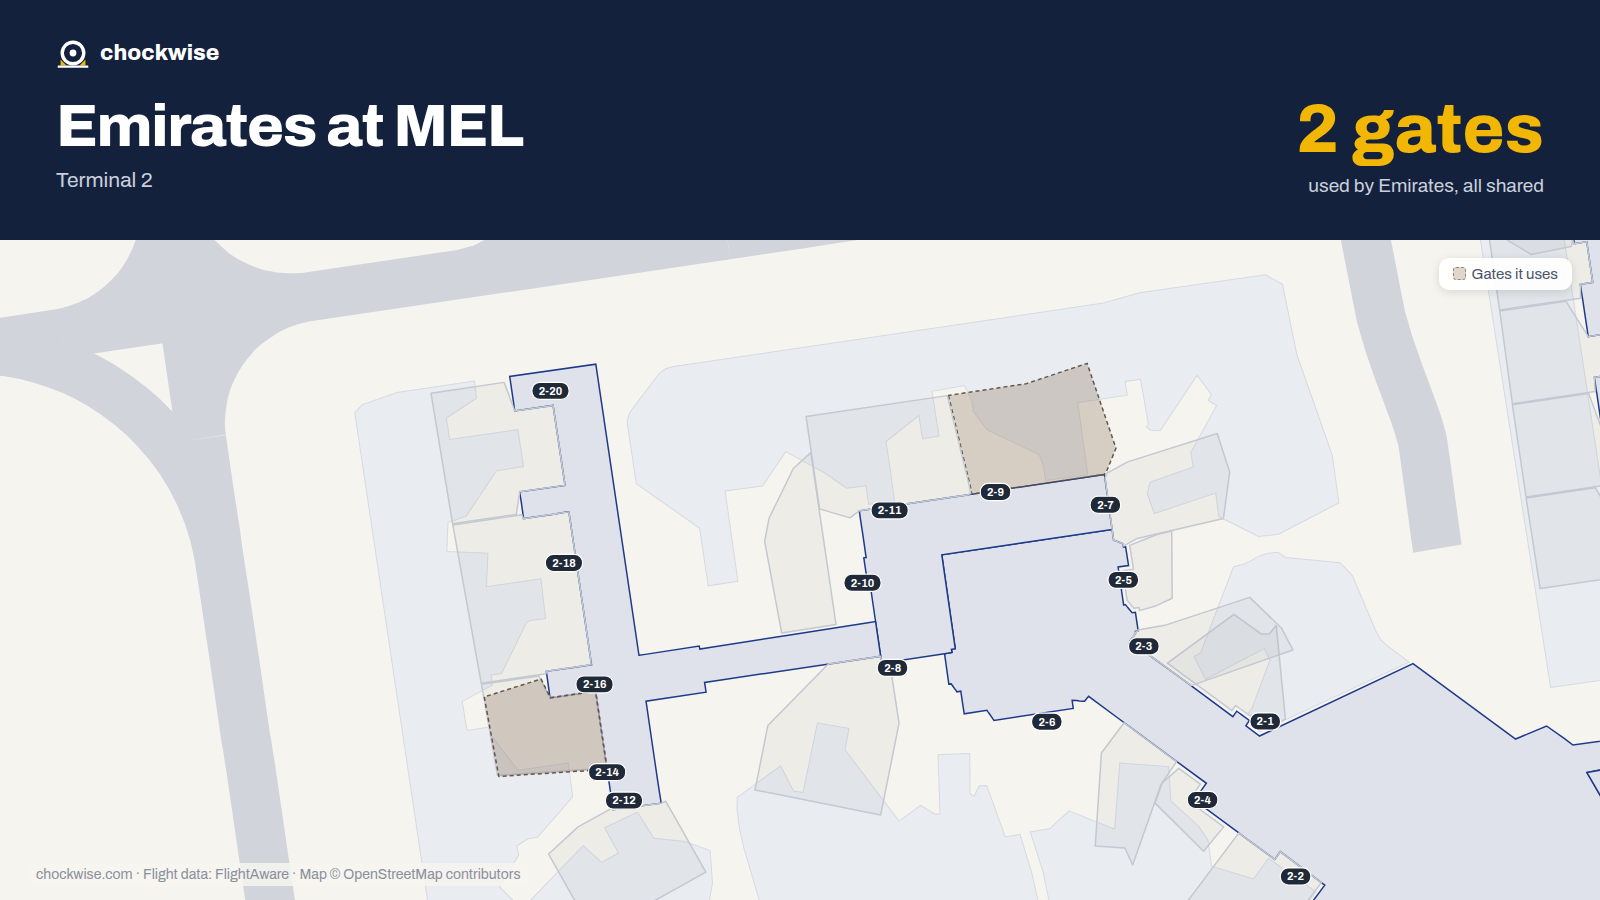 chockwise
Emirates at MEL
Terminal 2
2 gates
used by Emirates, all shared
Gates it uses
2-20
2-9
2-7
2-11
2-18
2-10
2-5
2-3
2-8
2-16
2-6
2-1
2-14
2-12
2-4
2-2
chockwise.com · Flight data: FlightAware · Map © OpenStreetMap contributors